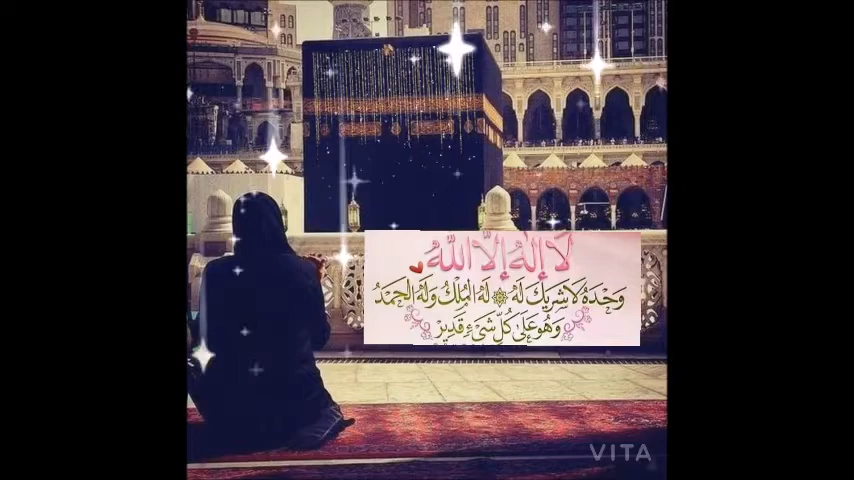 لَا إِلٰهَ إِلَّا اللّٰهُ
وَحْدَهُ لَا شَرِيكَ لَهُ ۞ لَهُ الْمُلْكُ وَلَهُ الْحَمْدُ
وَهُوَ عَلَىٰ كُلِّ شَيْءٍ قَدِيرٌ
VITA